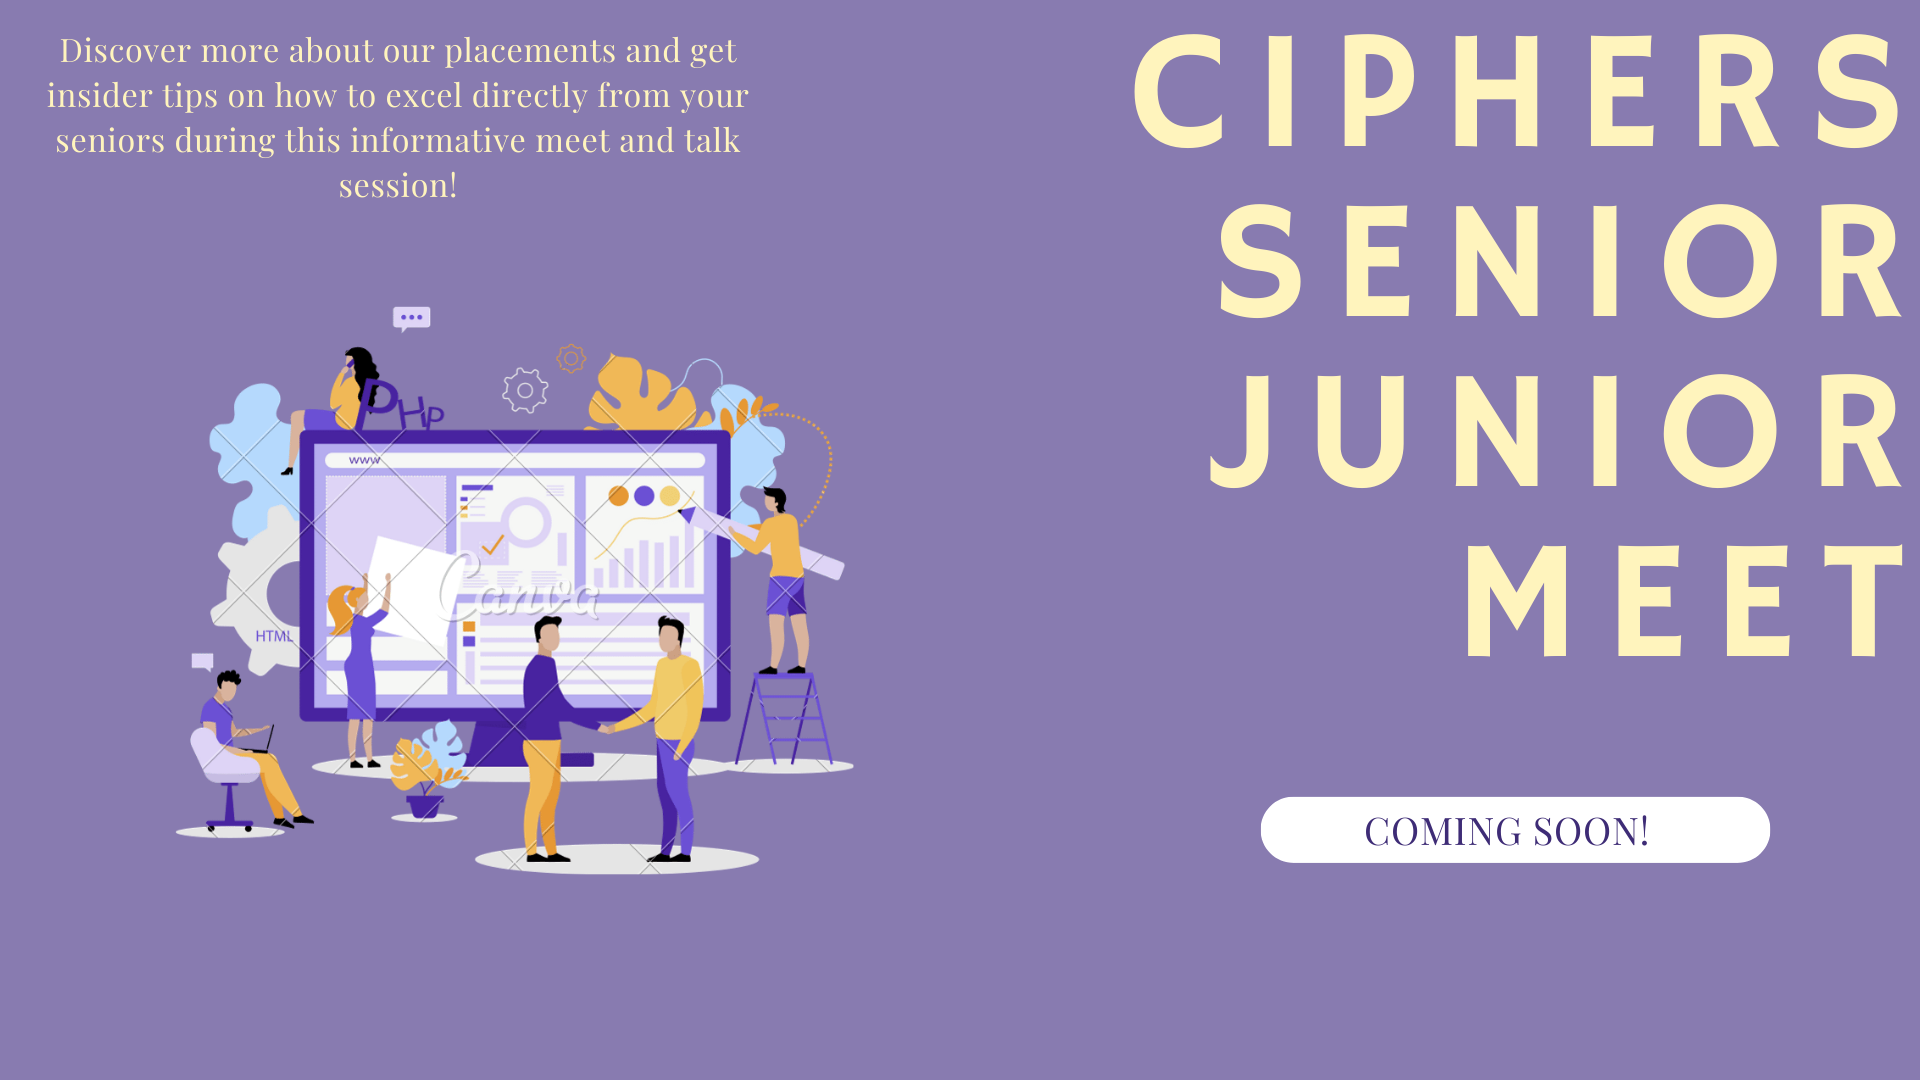 Discover more about our placements and get
insider tips on how to excel directly from your
seniors during this informative meet and talk
session!
CIPHERS
SENIOR
JUNIOR
MEET
PHP
www
Canva
HTML
COMING SOON!